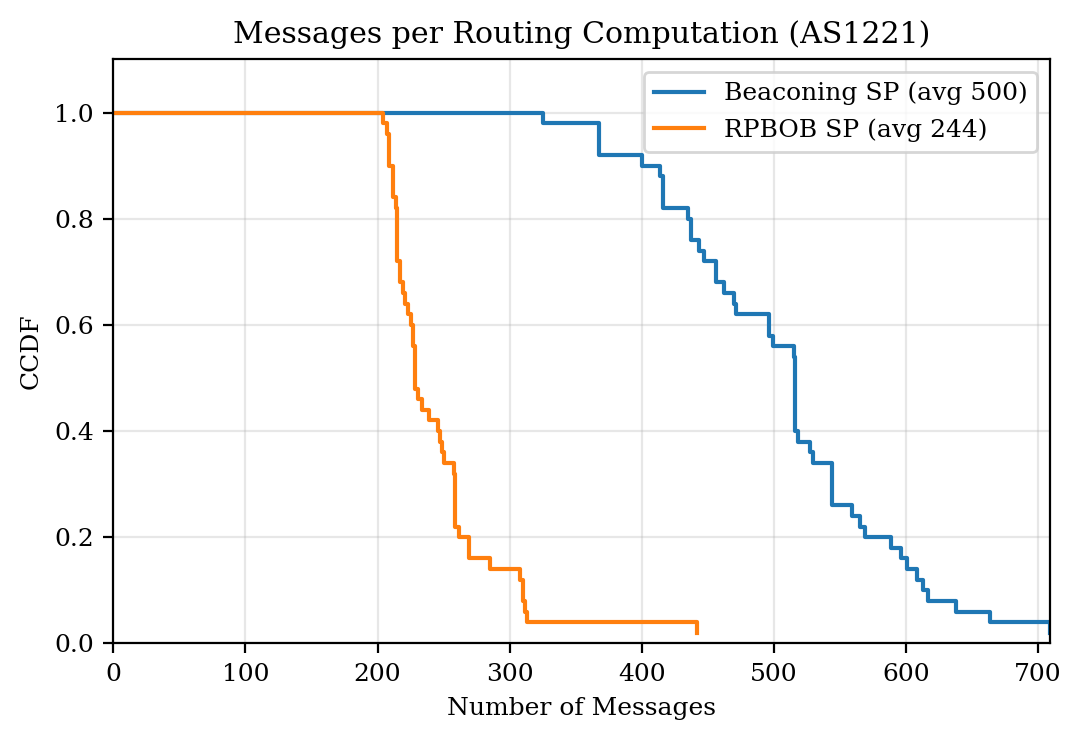 Messages per Routing Computation (AS1221)
Beaconing SP (avg 500)
RPBOB SP (avg 244)
1.0
0.8
0.6
0.4
0.2
0.0
CCDF
0 100 200 300 400 500 600 700
Number of Messages